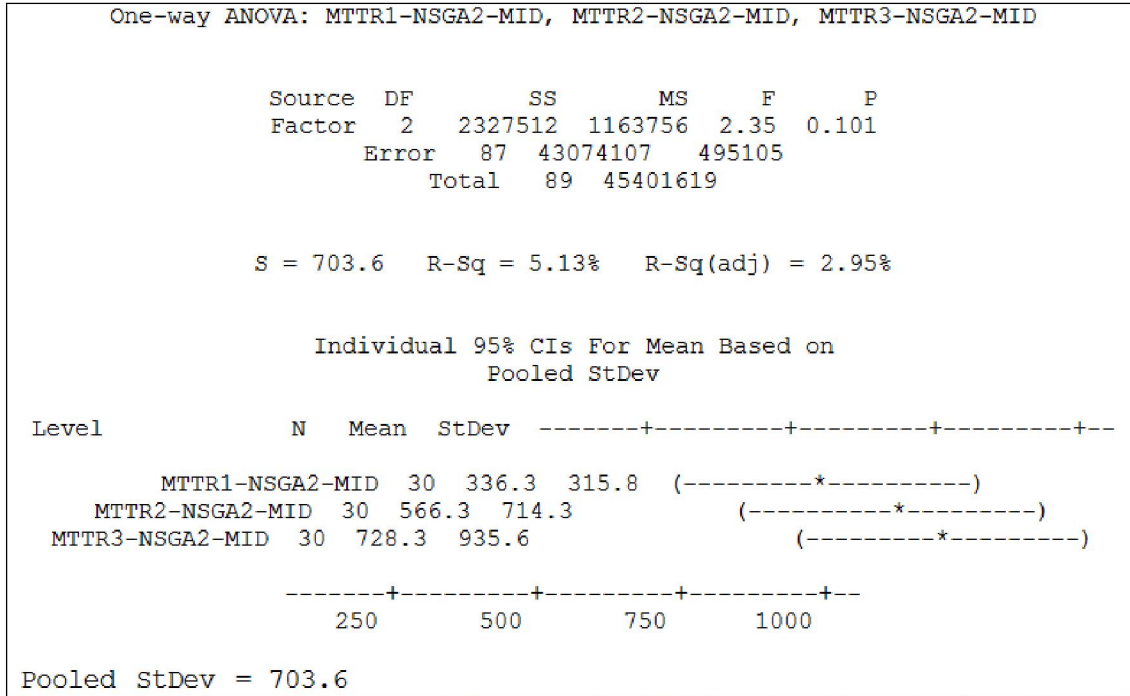 One-way ANOVA: MTTR1-NSGA2-MID, MTTR2-NSGA2-MID, MTTR3-NSGA2-MID
Source DF SS MS F P
Factor 2 2327512 1163756 2.35 0.101
Error 87 43074107 495105
Total 89 45401619
S = 703.6 R-Sq = 5.13% R-Sq(adj) = 2.95%
Individual 95% CIs For Mean Based on
Pooled StDev
Level N Mean StDev -------+---------+---------+---------+--
MTTR1-NSGA2-MID 30 336.3 315.8 (---------*----------)
MTTR2-NSGA2-MID 30 566.3 714.3 (----------*---------)
MTTR3-NSGA2-MID 30 728.3 935.6 (---------*---------)
-------+---------+---------+---------+--
250 500 750 1000
Pooled StDev = 703.6